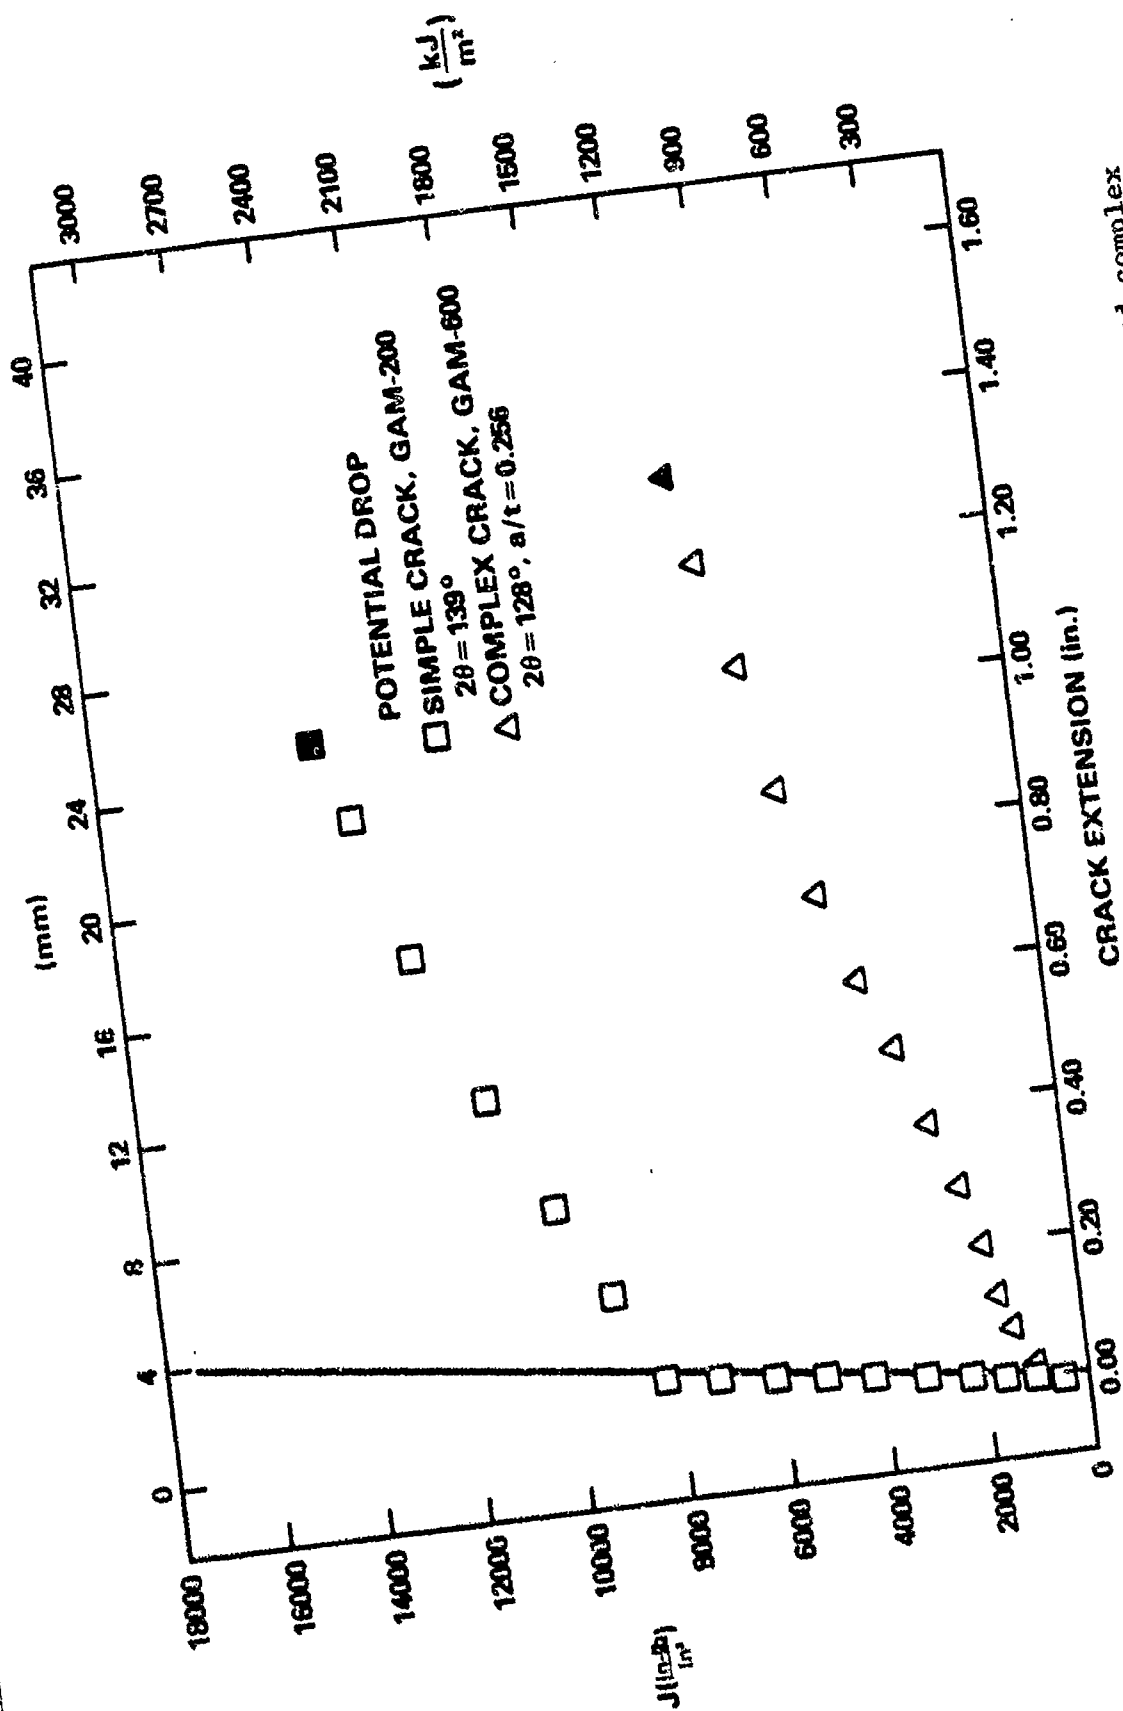 (mm)
0 4 8 12 16 20 24 28 32 36 40
18000
16000
14000
12000
10000
8000
6000
4000
2000
0
3000
2700
2400
2100
1800
1500
1200
900
600
300
(kJ
m²)
POTENTIAL DROP
□ SIMPLE CRACK, GAM-200
2θ = 139°
△ COMPLEX CRACK, GAM-600
2θ = 128°, a/t = 0.256
J(in-lb
in²)
0.00 0.20 0.40 0.60 0.80 1.00 1.20 1.40 1.60
CRACK EXTENSION (in.)
complex